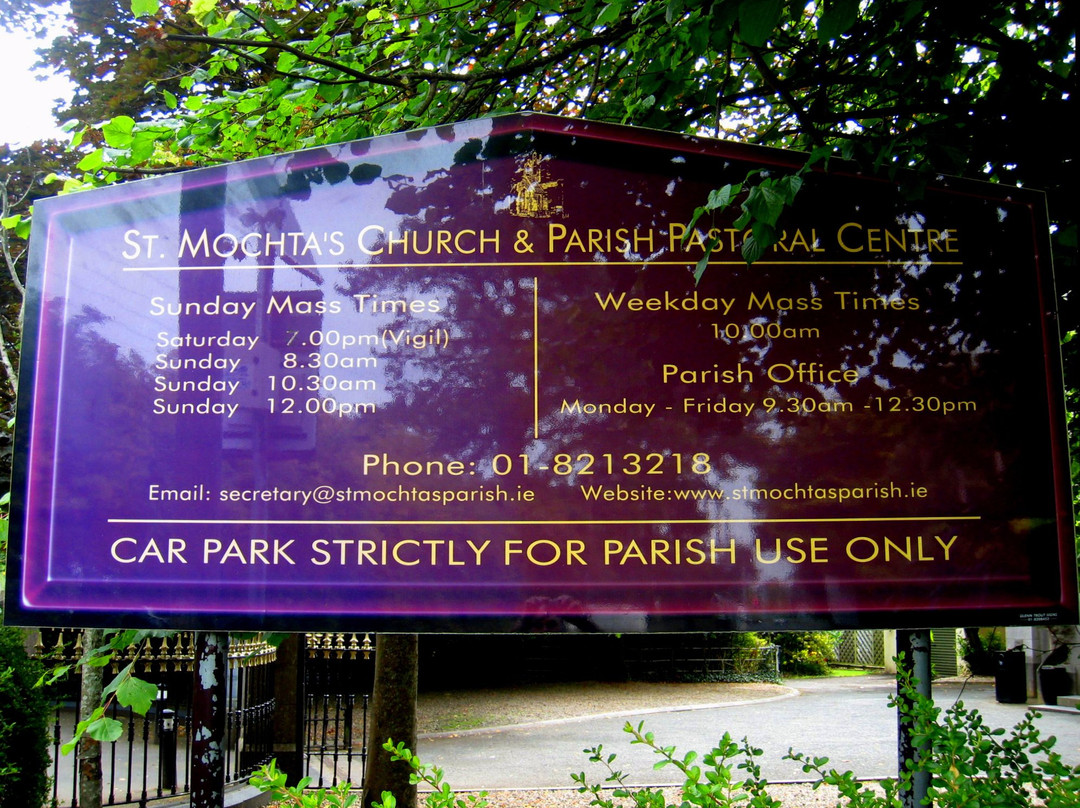 ST. MOCHTA'S CHURCH & PARISH PASTORAL CENTRE
Sunday Mass Times
Saturday 7.00pm(Vigil)
Sunday 8.30am
Sunday 10.30am
Sunday 12.00pm
Weekday Mass Times
10.00am
Parish Office
Monday - Friday 9.30am -12.30pm
Phone: 01-8213218
Email: secretary@stmochtasparish.ie Website:www.stmochtasparish.ie
CAR PARK STRICTLY FOR PARISH USE ONLY